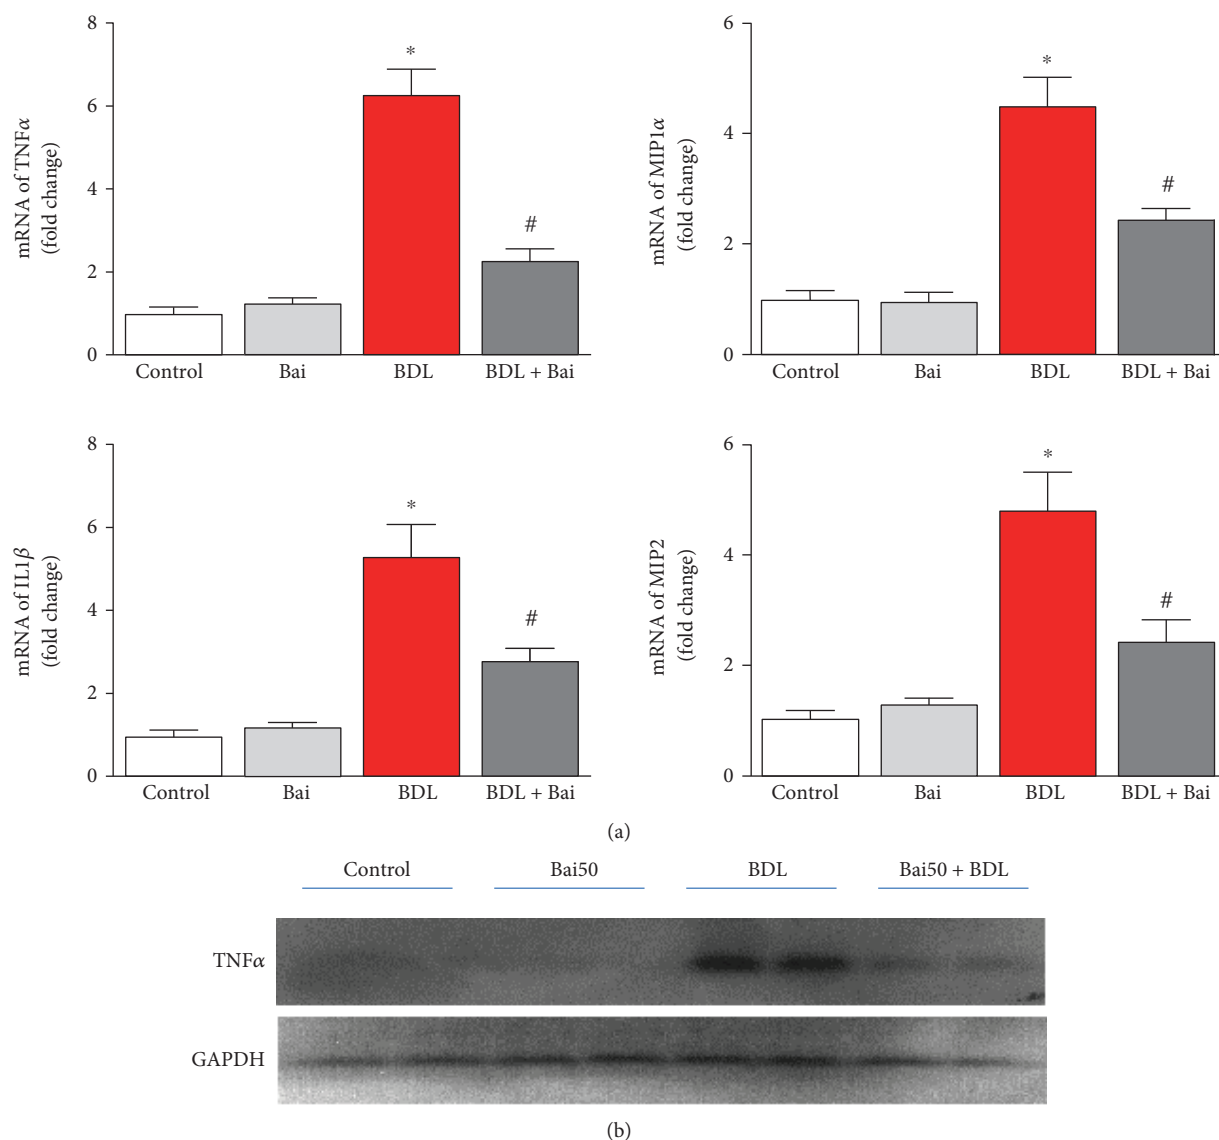 8
6
4
2
0
mRNA of TNFα
(fold change)
*
#
Control
Bai
BDL
BDL + Bai
6
4
2
0
mRNA of MIP1α
(fold change)
*
#
Control
Bai
BDL
BDL + Bai
8
6
4
2
0
mRNA of IL1β
(fold change)
*
#
Control
Bai
BDL
BDL + Bai
6
4
2
0
mRNA of MIP2
(fold change)
*
#
Control
Bai
BDL
BDL + Bai
(a)
Control
Bai50
BDL
Bai50 + BDL
TNFα
GAPDH
(b)